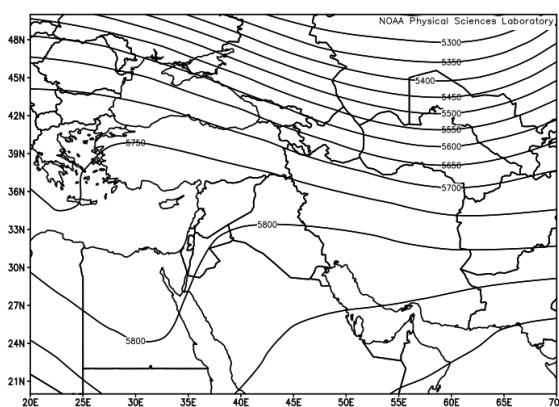 NOAA Physical Sciences Laboratory
48N
45N
42N
39N
36N
33N
30N
27N
24N
21N
5300
5350
5400
5450
5500
5550
5600
5650
5700
5750
5800
5800
20E 25E 30E 35E 40E 45E 50E 55E 60E 65E 70